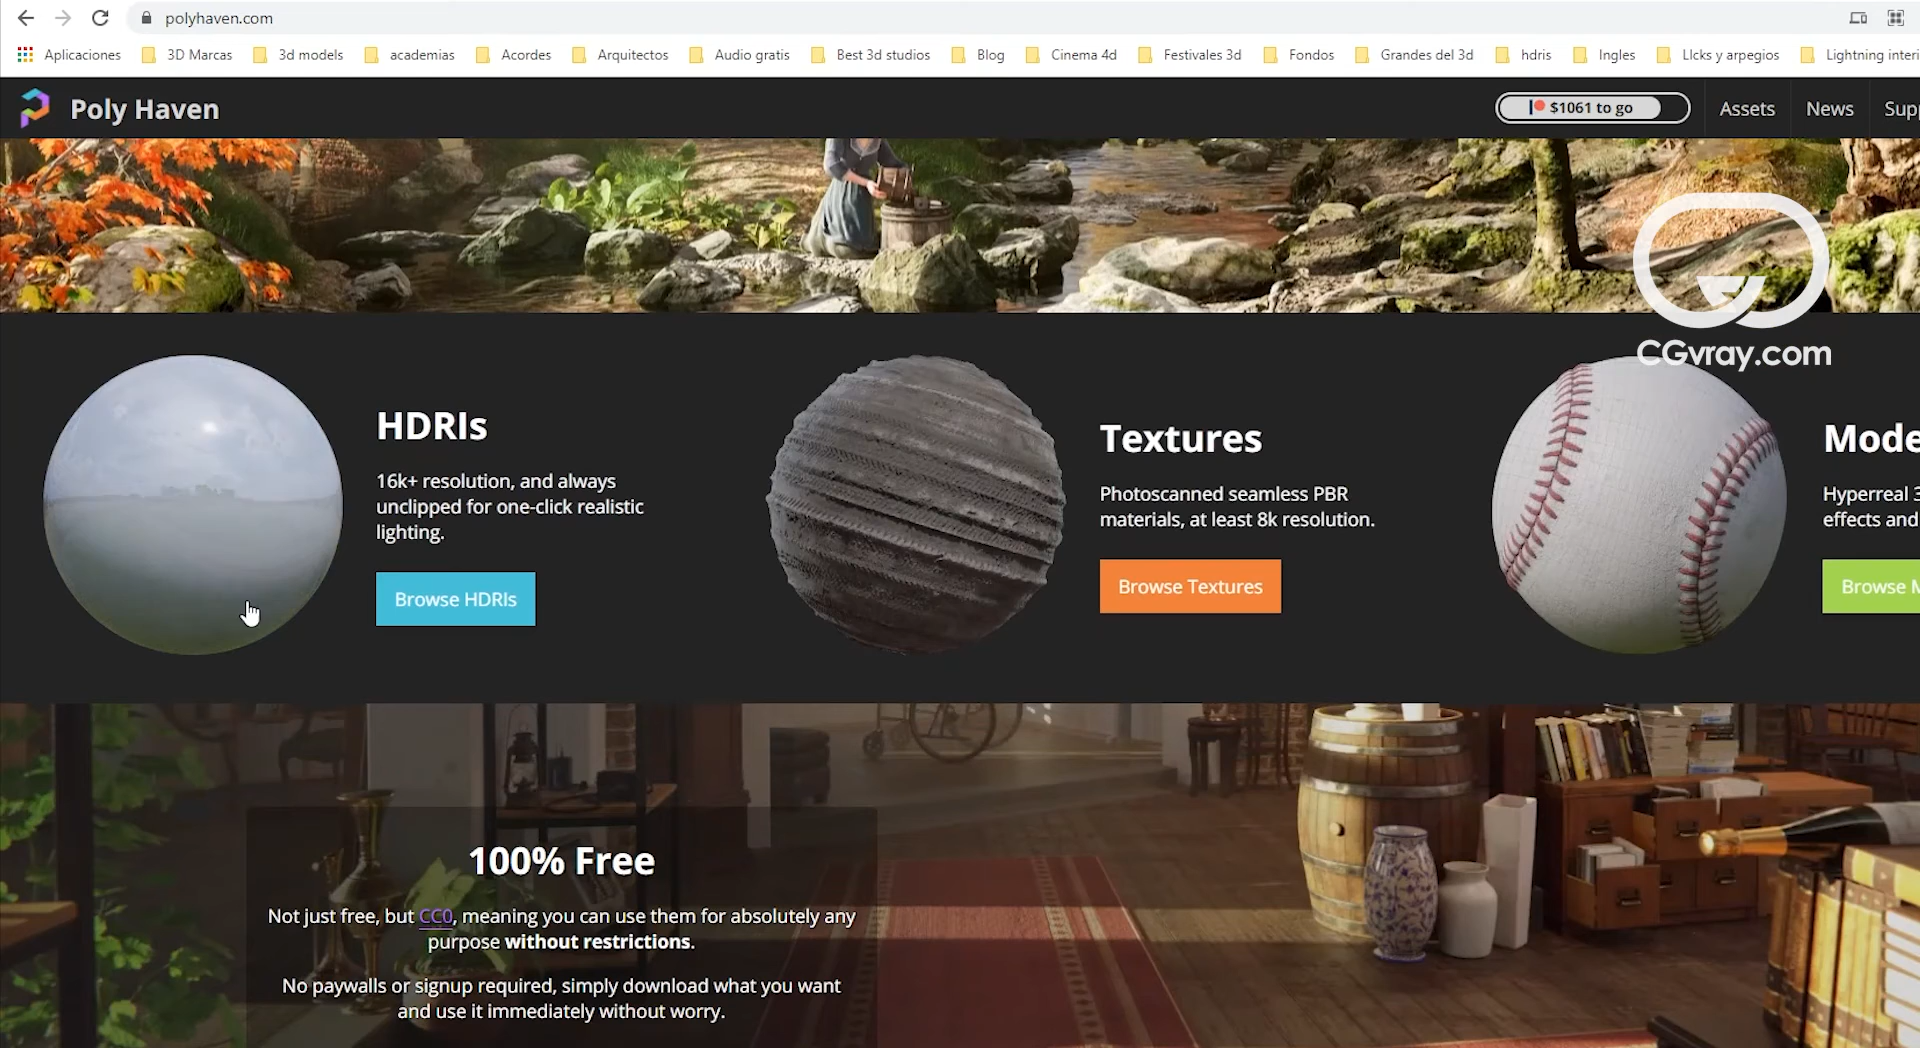 polyhaven.com
Aplicaciones 3D Marcas 3d models academias Acordes Arquitectos Audio gratis Best 3d studios Blog Cinema 4d Festivales 3d Fondos Grandes del 3d hdris Ingles LIcks y arpegios Lightning interi
Poly Haven
$1061 to go
Assets
News
Supp
CGvray.com
HDRIs
16k+ resolution, and always
unclipped for one-click realistic
lighting.
Browse HDRIs
Textures
Photoscanned seamless PBR
materials, at least 8k resolution.
Browse Textures
Mode
Hyperreal 3
effects and
Browse M
100% Free
Not just free, but CC0, meaning you can use them for absolutely any
purpose without restrictions.
No paywalls or signup required, simply download what you want
and use it immediately without worry.